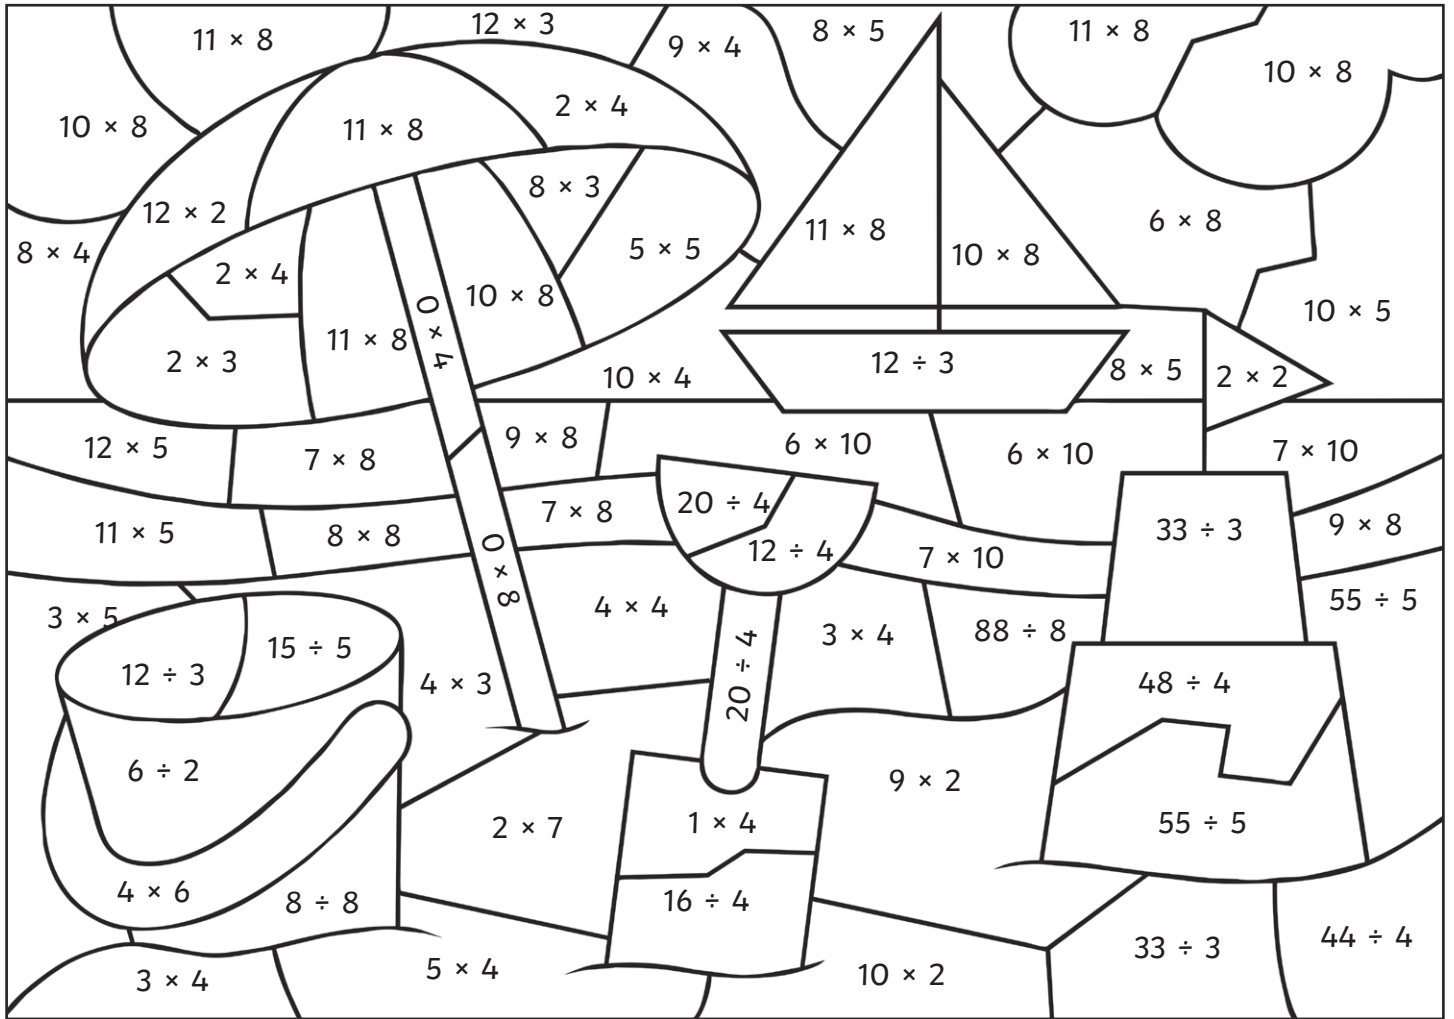 12 × 3
11 × 8
8 × 5
11 × 8
9 × 4
10 × 8
2 × 4
10 × 8
11 × 8
8 × 3
12 × 2
6 × 8
11 × 8
5 × 5
8 × 4
10 × 8
2 × 4
10 × 8
10 × 5
0 × 4
11 × 8
2 × 3
12 ÷ 3
8 × 5
2 × 2
10 × 4
12 × 5
7 × 8
9 × 8
6 × 10
6 × 10
7 × 10
20 ÷ 4
7 × 8
9 × 8
33 ÷ 3
11 × 5
8 × 8
12 ÷ 4
7 × 10
0 × 8
55 ÷ 5
4 × 4
3 × 5
88 ÷ 8
3 × 4
15 ÷ 5
12 ÷ 3
20 ÷ 4
4 × 3
48 ÷ 4
6 ÷ 2
9 × 2
2 × 7
1 × 4
55 ÷ 5
4 × 6
8 ÷ 8
16 ÷ 4
44 ÷ 4
33 ÷ 3
5 × 4
10 × 2
3 × 4